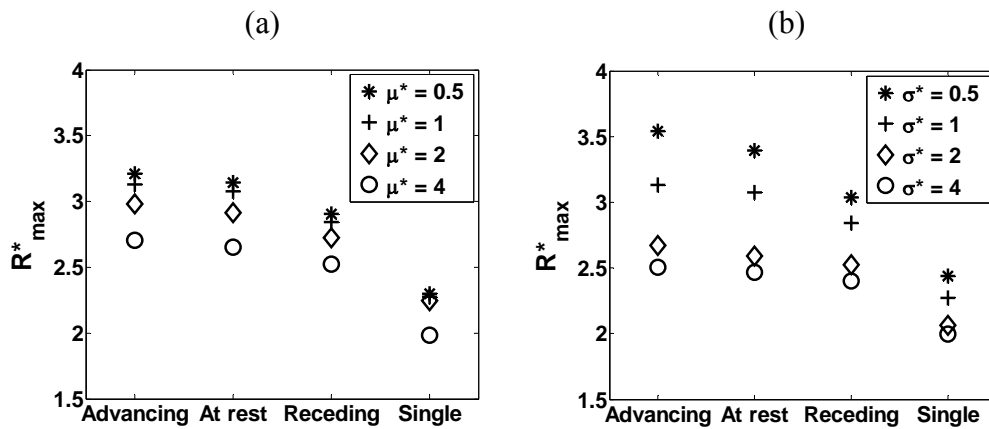 (a)
4
3.5
3
2.5
2
1.5
R*max
Advancing At rest Receding Single
* μ* = 0.5
+ μ* = 1
◇ μ* = 2
○ μ* = 4
(b)
4
3.5
3
2.5
2
1.5
R*max
Advancing At rest Receding Single
* σ* = 0.5
+ σ* = 1
◇ σ* = 2
○ σ* = 4